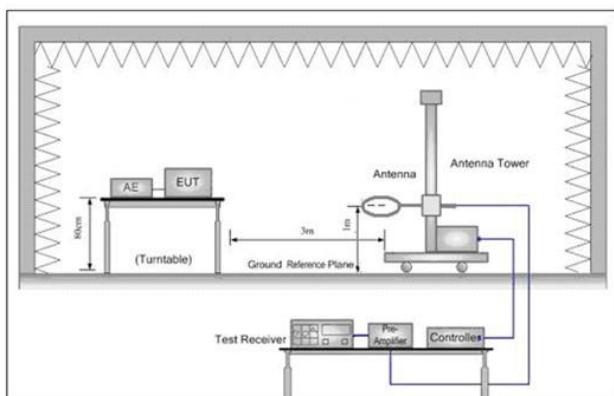 Antenna
Antenna Tower
AE
EUT
80cm
(Turntable)
3m
1m
Ground Reference Plane
Test Receiver
Pre-
Amplifier
Controller